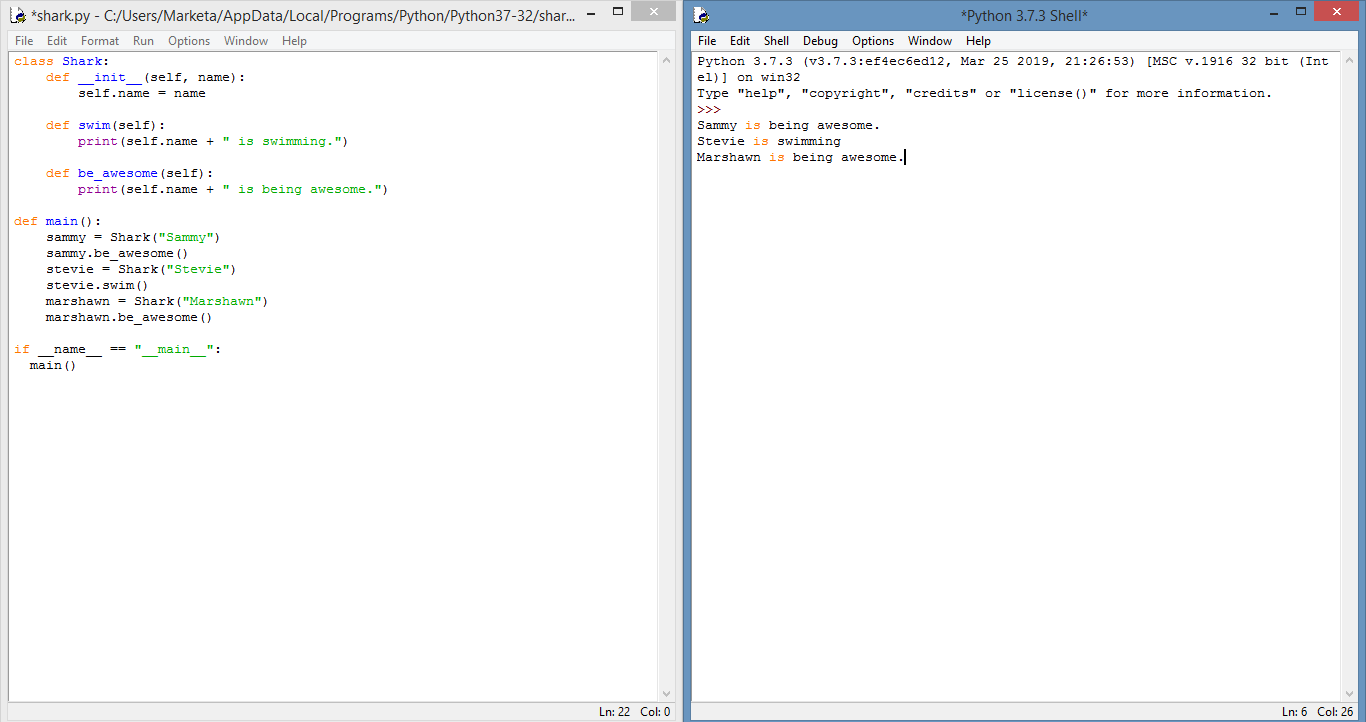 *shark.py - C:/Users/Marketa/AppData/Local/Programs/Python/Python37-32/shar...
File Edit Format Run Options Window Help
class Shark:
    def __init__(self, name):
        self.name = name
    def swim(self):
        print(self.name + " is swimming.")
    def be_awesome(self):
        print(self.name + " is being awesome.")
def main():
    sammy = Shark("Sammy")
    sammy.be_awesome()
    stevie = Shark("Stevie")
    stevie.swim()
    marshawn = Shark("Marshawn")
    marshawn.be_awesome()
if __name__ == "__main__":
  main()
Ln: 22 Col: 0
*Python 3.7.3 Shell*
File Edit Shell Debug Options Window Help
Python 3.7.3 (v3.7.3:ef4ec6ed12, Mar 25 2019, 21:26:53) [MSC v.1916 32 bit (Int
el)] on win32
Type "help", "copyright", "credits" or "license()" for more information.
>>>
Sammy is being awesome.
Stevie is swimming
Marshawn is being awesome.
Ln: 6 Col: 26